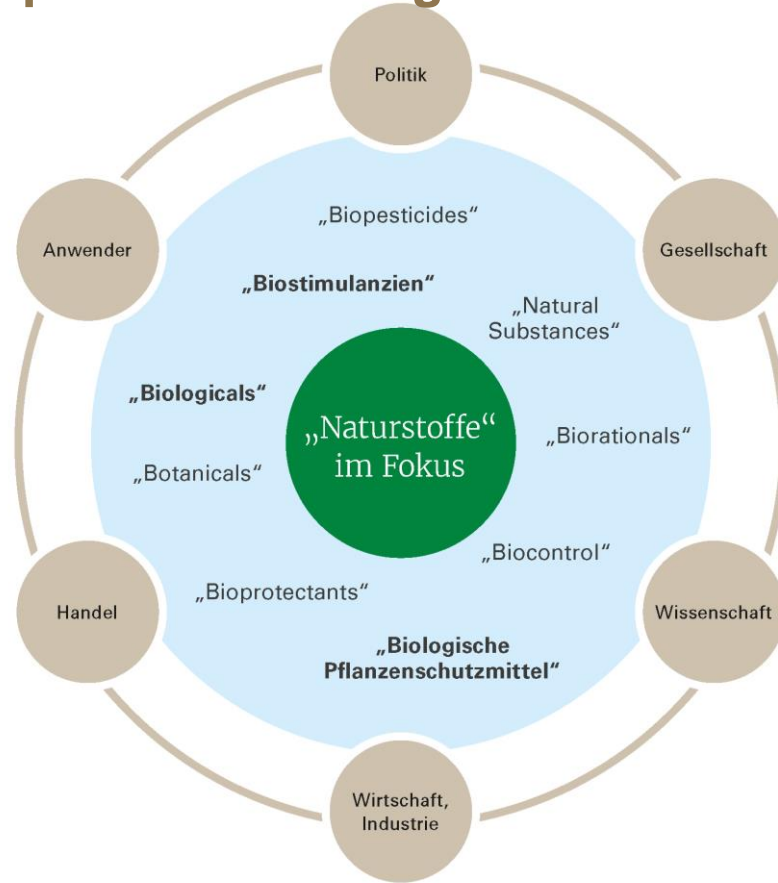 Politik
Anwender
Gesellschaft
„Biopesticides“
„Biostimulanzien“
„Natural
Substances“
„Biologicals“
„Naturstoffe“
im Fokus
„Biorationals“
„Botanicals“
„Biocontrol“
„Bioprotectants“
Handel
Wissenschaft
„Biologische
Pflanzenschutzmittel“
Wirtschaft,
Industrie